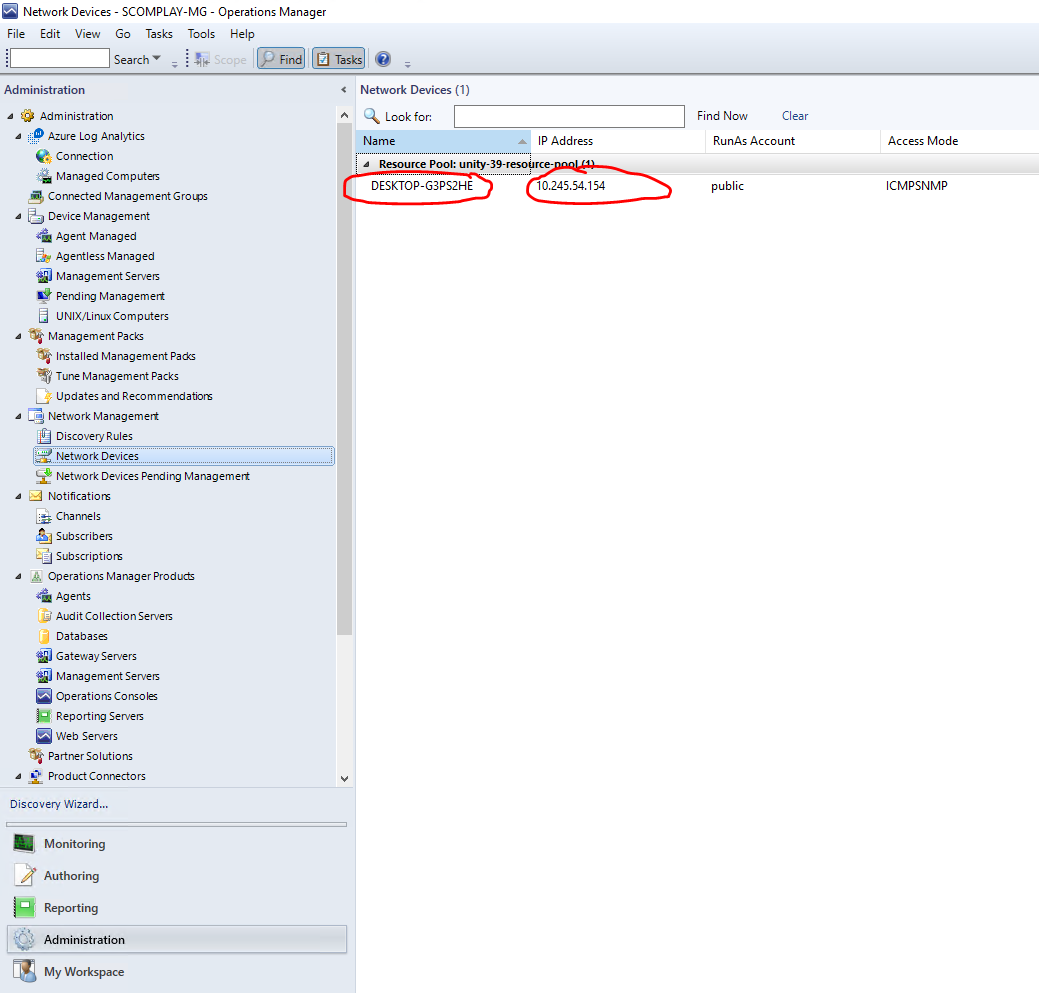 Network Devices - SCOMPLAY-MG - Operations Manager
File Edit View Go Tasks Tools Help
Search Scope Find Tasks
Administration
Administration
Azure Log Analytics
Connection
Managed Computers
Connected Management Groups
Device Management
Agent Managed
Agentless Managed
Management Servers
Pending Management
UNIX/Linux Computers
Management Packs
Installed Management Packs
Tune Management Packs
Updates and Recommendations
Network Management
Discovery Rules
Network Devices
Network Devices Pending Management
Notifications
Channels
Subscribers
Subscriptions
Operations Manager Products
Agents
Audit Collection Servers
Databases
Gateway Servers
Management Servers
Operations Consoles
Reporting Servers
Web Servers
Partner Solutions
Product Connectors
Discovery Wizard...
Monitoring
Authoring
Reporting
Administration
My Workspace
Network Devices (1)
Look for: Find Now Clear
Name IP Address RunAs Account Access Mode
Resource Pool: unity-39-resource-pool (1)
DESKTOP-G3PS2HE 10.245.54.154 public ICMPSNMP